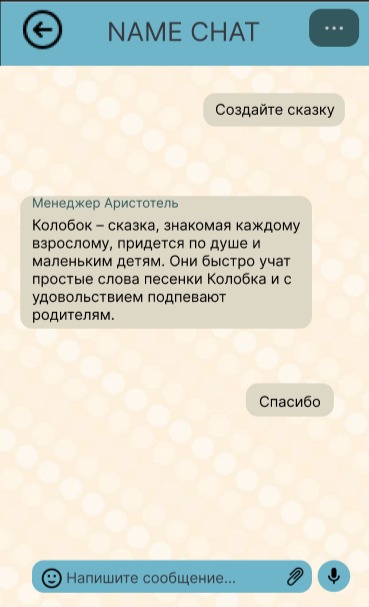 NAME CHAT
Создайте сказку
Менеджер Аристотель
Колобок – сказка, знакомая каждому
взрослому, придется по душе и
маленьким детям. Они быстро учат
простые слова песенки Колобка и с
удовольствием подпевают
родителям.
Спасибо
Напишите сообщение...